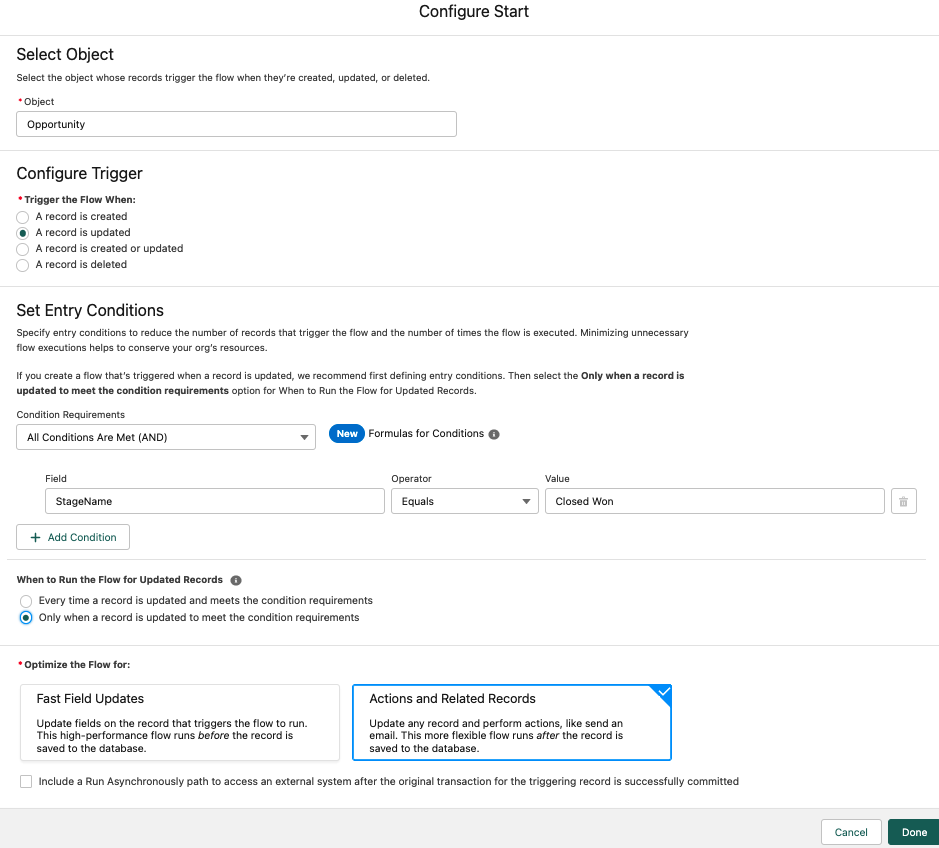 Configure Start
Select Object
Select the object whose records trigger the flow when they're created, updated, or deleted.
* Object
Opportunity
Configure Trigger
* Trigger the Flow When:
A record is created
A record is updated
A record is created or updated
A record is deleted
Set Entry Conditions
Specify entry conditions to reduce the number of records that trigger the flow and the number of times the flow is executed. Minimizing unnecessary
flow executions helps to conserve your org's resources.
If you create a flow that's triggered when a record is updated, we recommend first defining entry conditions. Then select the Only when a record is
updated to meet the condition requirements option for When to Run the Flow for Updated Records.
Condition Requirements
All Conditions Are Met (AND)
New Formulas for Conditions
Field Operator Value
StageName Equals Closed Won
+ Add Condition
When to Run the Flow for Updated Records
Every time a record is updated and meets the condition requirements
Only when a record is updated to meet the condition requirements
* Optimize the Flow for:
Fast Field Updates
Update fields on the record that triggers the flow to run.
This high-performance flow runs before the record is
saved to the database.
Actions and Related Records
Update any record and perform actions, like send an
email. This more flexible flow runs after the record is
saved to the database.
Include a Run Asynchronously path to access an external system after the original transaction for the triggering record is successfully committed
Cancel Done